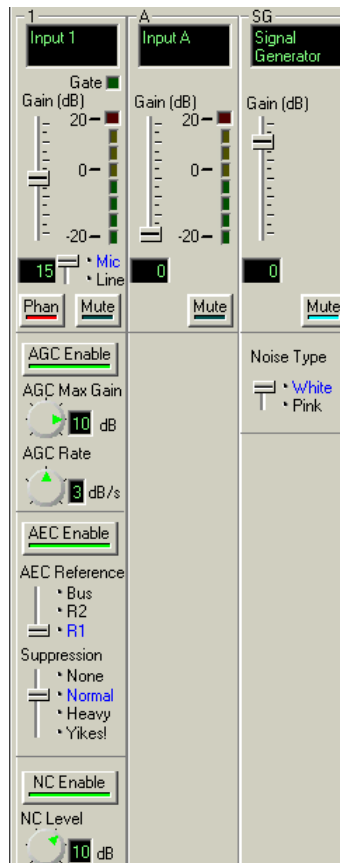 1
Input 1
Gate
Gain (dB)
20
0
-20
15
Mic
Line
Phan
Mute
AGC Enable
AGC Max Gain
10 dB
AGC Rate
3 dB/s
AEC Enable
AEC Reference
Bus
R2
R1
Suppression
None
Normal
Heavy
Yikes!
NC Enable
NC Level
10 dB
A
Input A
Gain (dB)
20
0
-20
0
Mute
SG
Signal
Generator
Gain (dB)
0
Mute
Noise Type
White
Pink